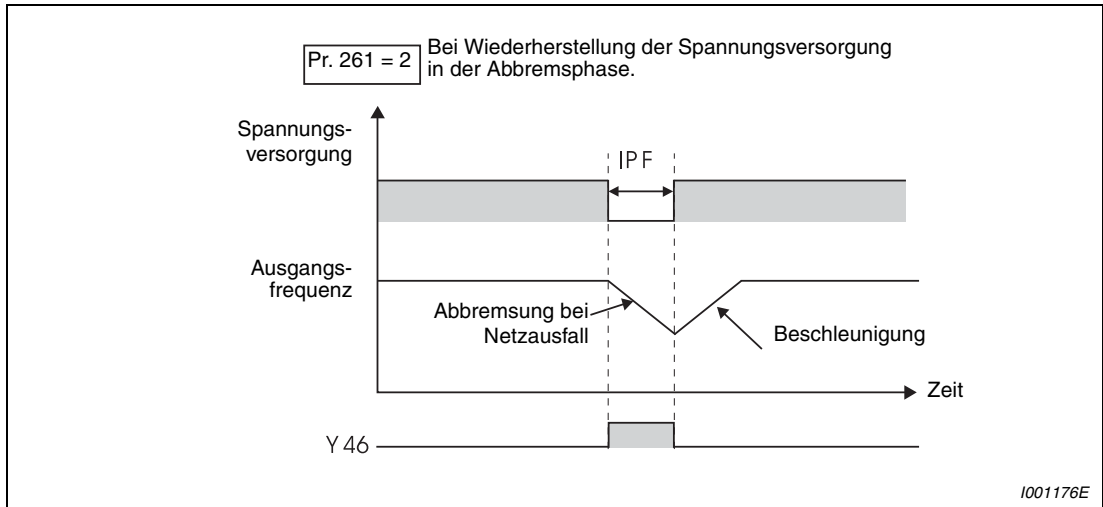 Pr. 261 = 2
Bei Wiederherstellung der Spannungsversorgung
in der Abbremsphase.
Spannungs-
versorgung
IPF
Ausgangs-
frequenz
Abbremsung bei
Netzausfall
Beschleunigung
Zeit
Y46
I001176E